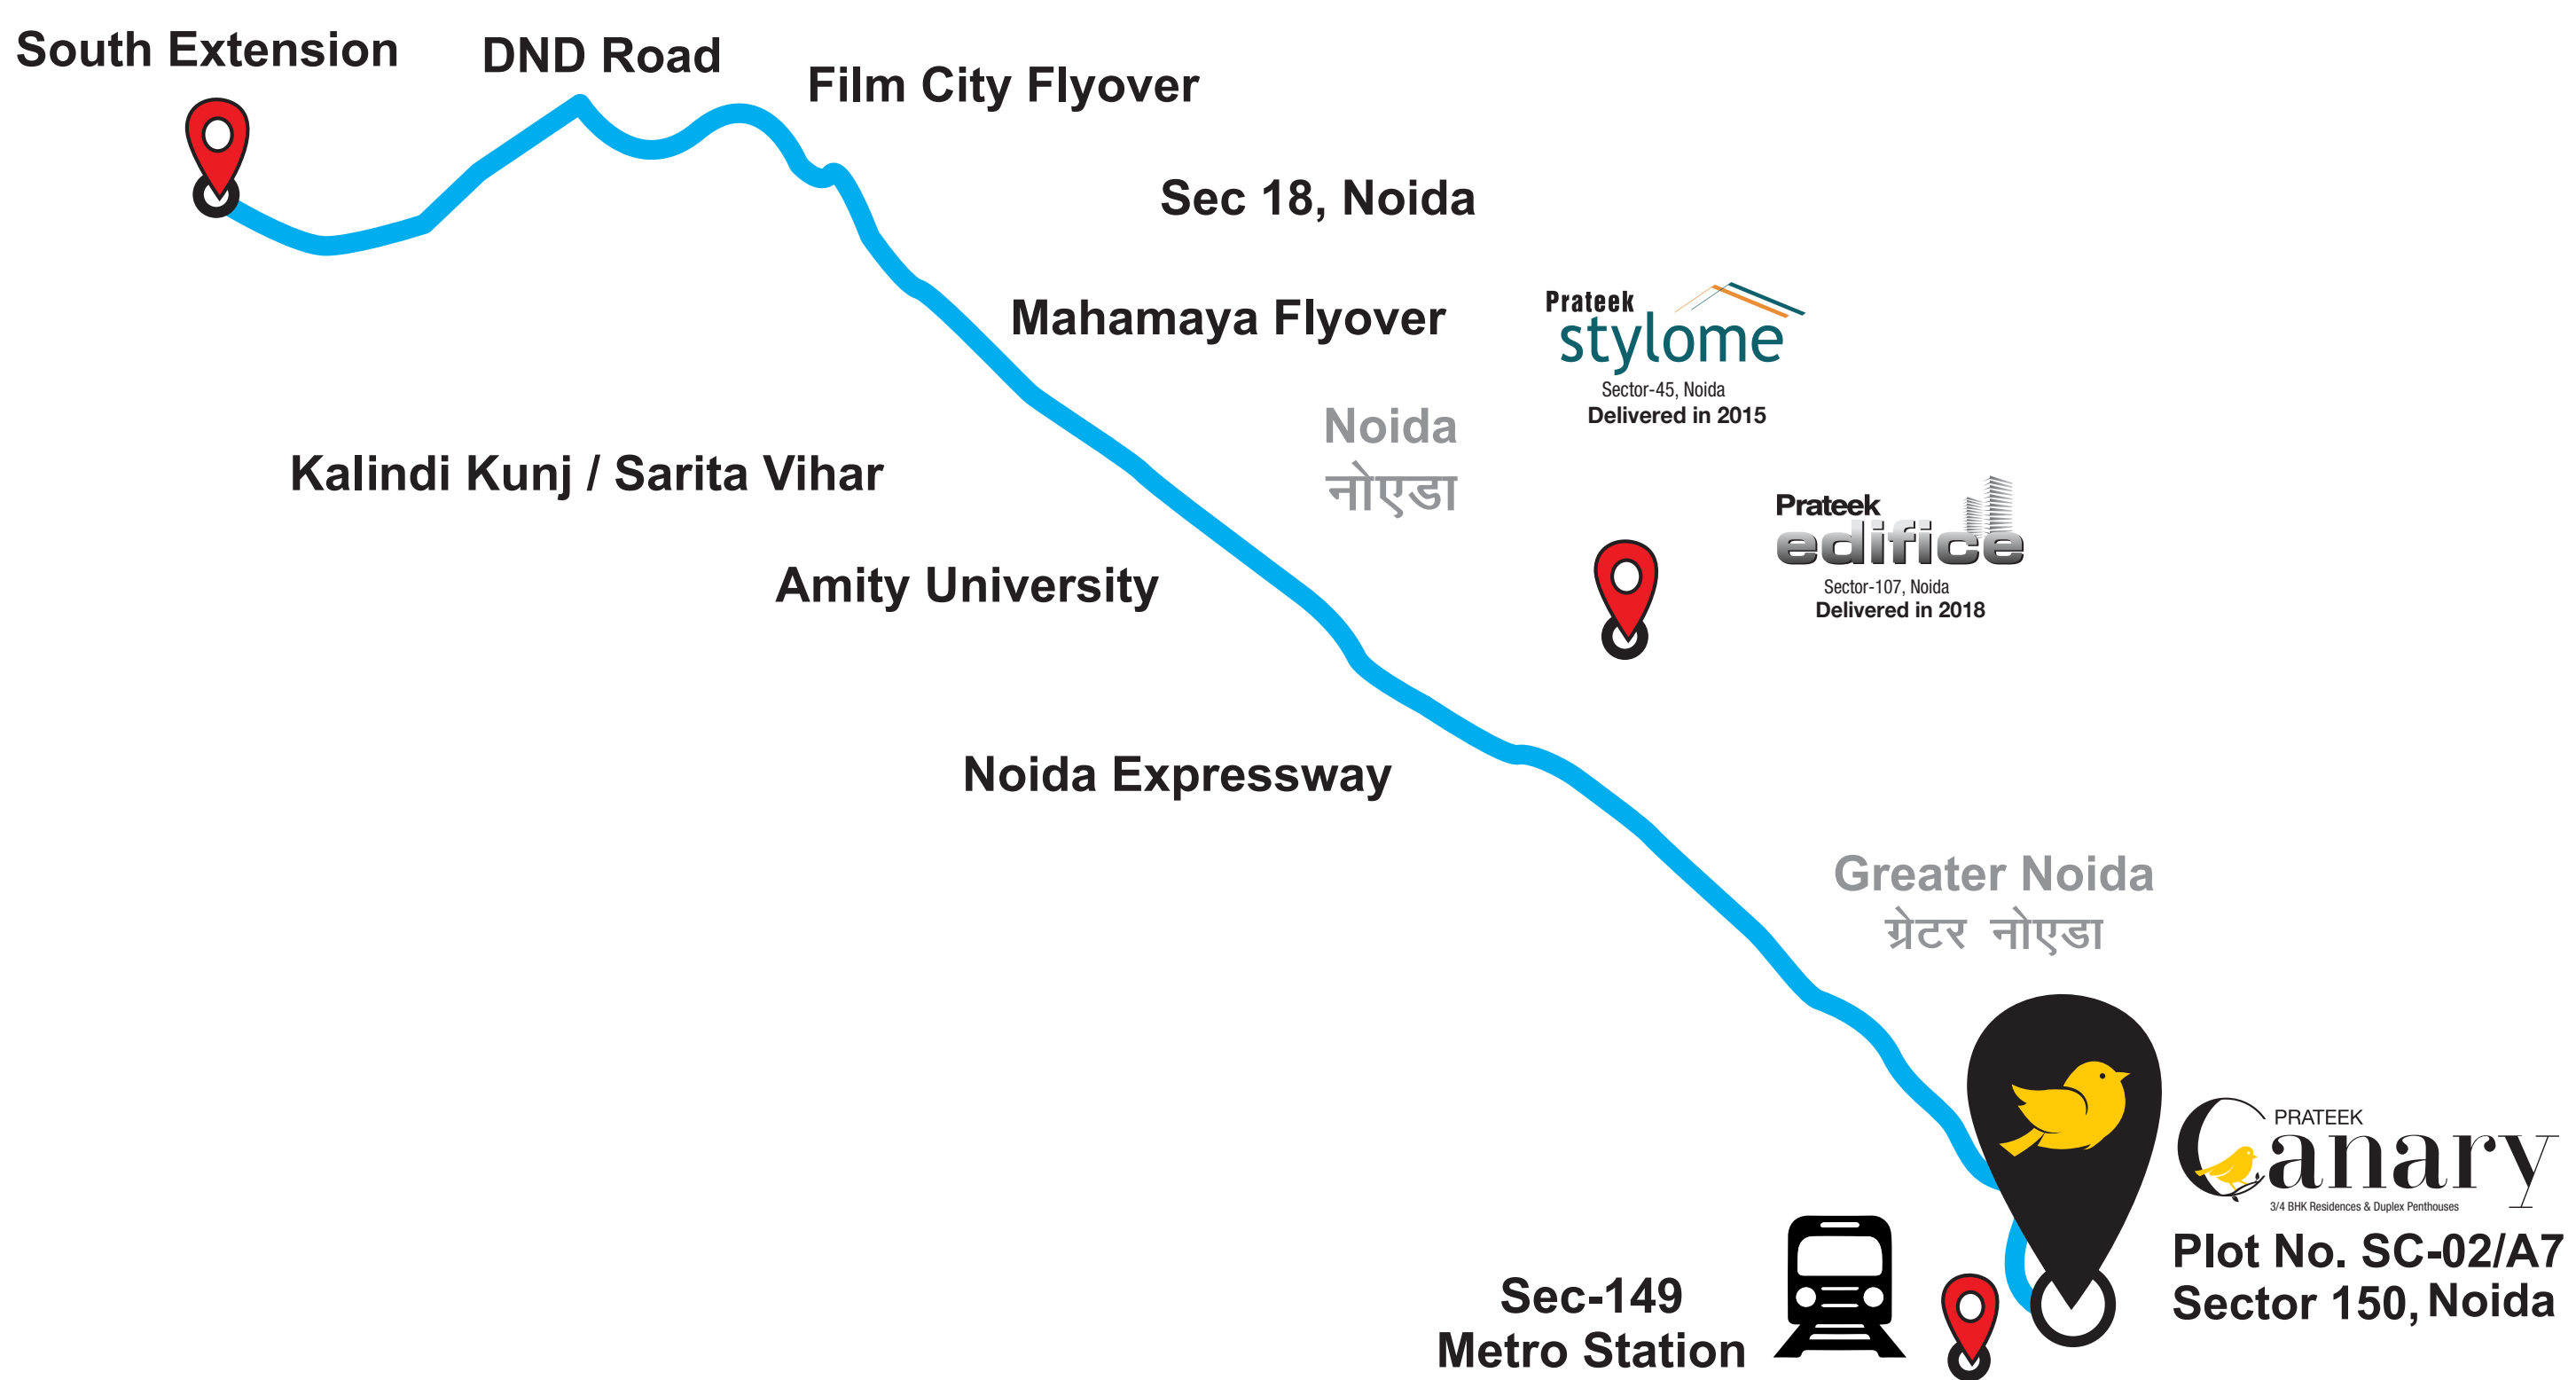 South Extension
DND Road
Film City Flyover
Sec 18, Noida
Mahamaya Flyover
Prateek
stylome
Sector-45, Noida
Delivered in 2015
Noida
नोएडा
Kalindi Kunj / Sarita Vihar
Prateek
edifice
Sector-107, Noida
Delivered in 2018
Amity University
Noida Expressway
Greater Noida
ग्रेटर नोएडा
PRATEEK
Canary
3/4 BHK Residences & Duplex Penthouses
Plot No. SC-02/A7
Sector 150, Noida
Sec-149
Metro Station